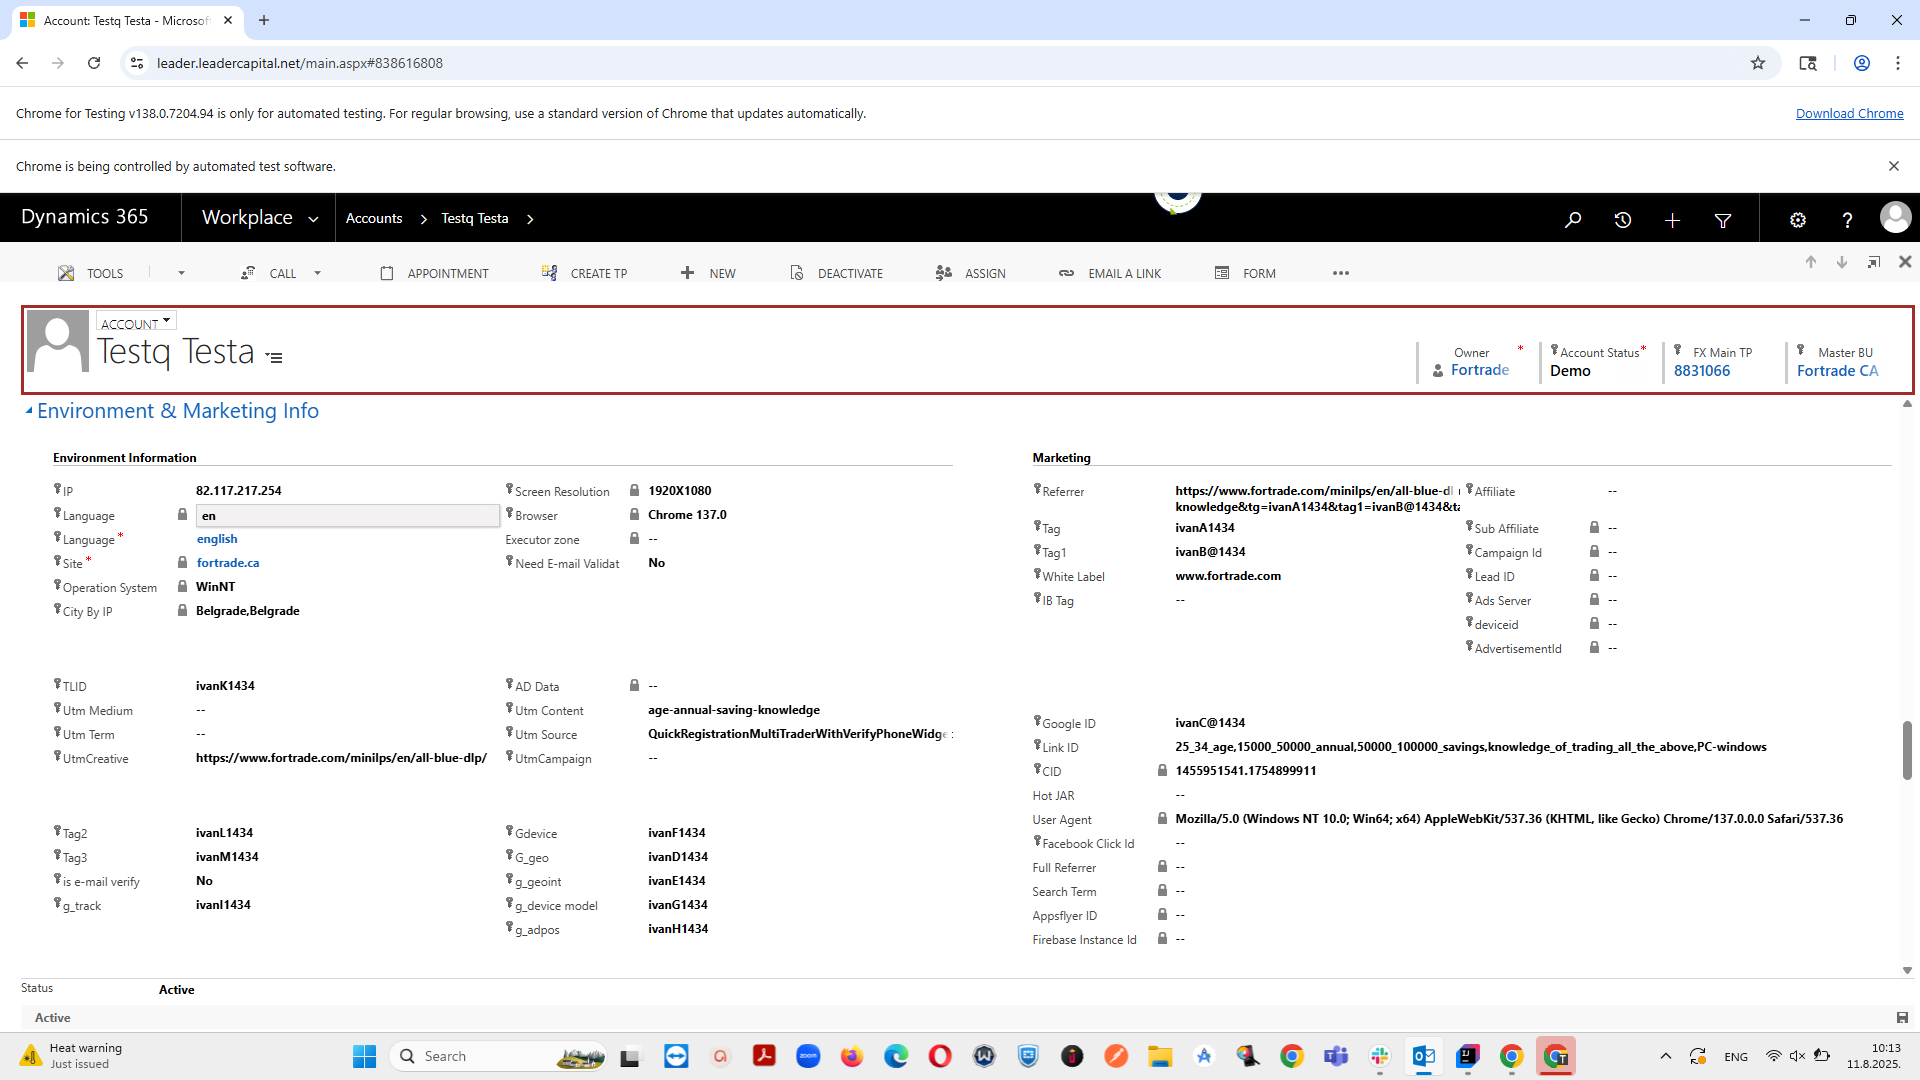 Account: Testq Testa - Microsof
leader.leadercapital.net/main.aspx#838616808
Chrome for Testing v138.0.7204.94 is only for automated testing. For regular browsing, use a standard version of Chrome that updates automatically.
Download Chrome
Chrome is being controlled by automated test software.
Dynamics 365
Workplace
Accounts
Testq Testa
TOOLS
CALL
APPOINTMENT
CREATE TP
NEW
DEACTIVATE
ASSIGN
EMAIL A LINK
FORM
ACCOUNT
Testq Testa
Owner *
Fortrade
Account Status*
Demo
FX Main TP
8831066
Master BU
Fortrade CA
Environment & Marketing Info
Environment Information
IP 82.117.217.254
Language en
Language * english
Site * fortrade.ca
Operation System WinNT
City By IP Belgrade,Belgrade
Screen Resolution 1920X1080
Browser Chrome 137.0
Executor zone --
Need E-mail Validat No
TLID ivanK1434
Utm Medium --
Utm Term --
UtmCreative https://www.fortrade.com/minilps/en/all-blue-dlp/
AD Data --
Utm Content age-annual-saving-knowledge
Utm Source QuickRegistrationMultiTraderWithVerifyPhoneWidge
UtmCampaign --
Tag2 ivanL1434
Tag3 ivanM1434
is e-mail verify No
g_track ivanI1434
Gdevice ivanF1434
G_geo ivanD1434
g_geoint ivanE1434
g_device model ivanG1434
g_adpos ivanH1434
Marketing
Referrer https://www.fortrade.com/minilps/en/all-blue-dl
knowledge&tg=ivanA1434&tag1=ivanB@1434&ta
Tag ivanA1434
Tag1 ivanB@1434
White Label www.fortrade.com
IB Tag --
Affiliate --
Sub Affiliate --
Campaign Id --
Lead ID --
Ads Server --
deviceid --
AdvertisementId --
Google ID ivanC@1434
Link ID 25_34_age,15000_50000_annual,50000_100000_savings,knowledge_of_trading_all_the_above,PC-windows
CID 1455951541.1754899911
Hot JAR --
User Agent Mozilla/5.0 (Windows NT 10.0; Win64; x64) AppleWebKit/537.36 (KHTML, like Gecko) Chrome/137.0.0.0 Safari/537.36
Facebook Click Id --
Full Referrer --
Search Term --
Appsflyer ID --
Firebase Instance Id --
Status Active
Active
Heat warning
Just issued
Search
zoom
ENG
10:13
11.8.2025.